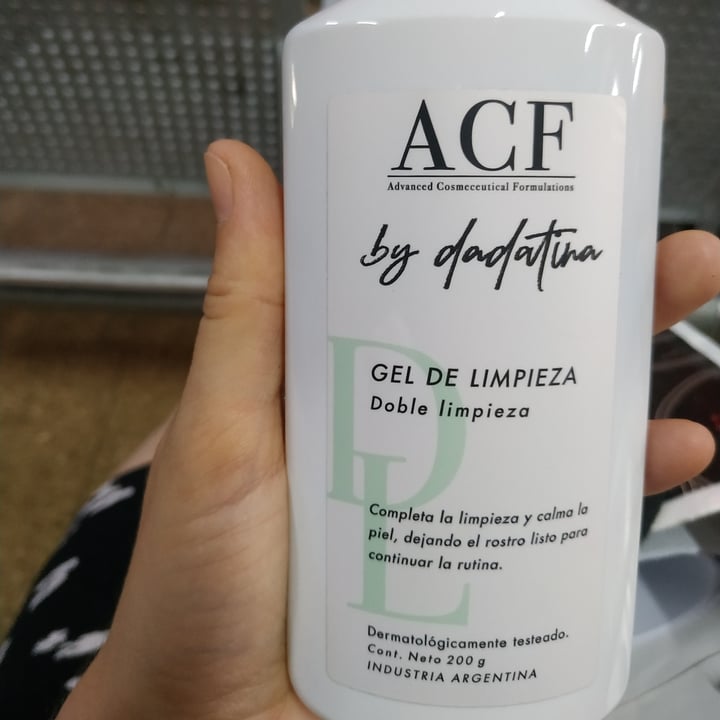 ACF
Advanced Cosmeceutical Formulations
by dadatina
DL
GEL DE LIMPIEZA
Doble limpieza
Completa la limpieza y calma la
piel, dejando el rostro listo para
continuar la rutina.
Dermatológicamente testeado.
Cont. Neto 200 g
INDUSTRIA ARGENTINA